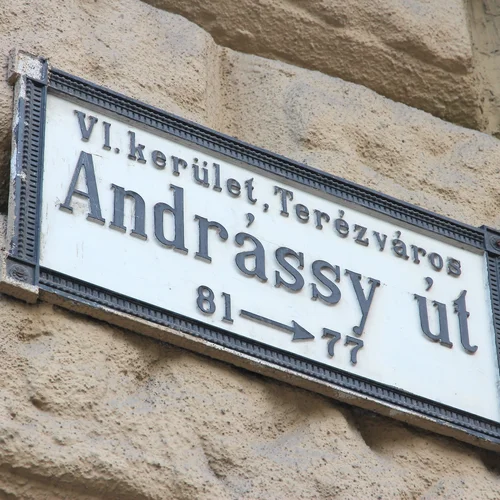 VI. kerület, Terézváros
Andrássy út
81 → 77